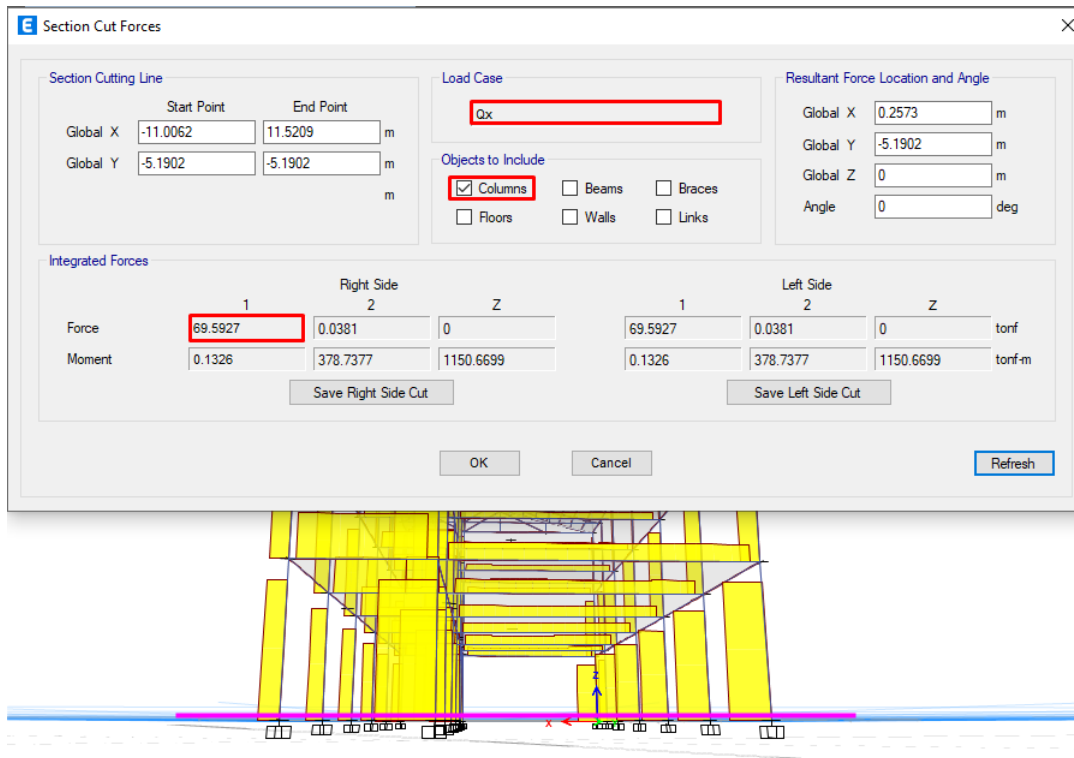 E Section Cut Forces
Section Cutting Line
Start Point End Point
Global X -11.0062 11.5209 m
Global Y -5.1902 -5.1902 m
m
Load Case
Qx
Objects to Include
Columns Beams Braces
Floors Walls Links
Resultant Force Location and Angle
Global X 0.2573 m
Global Y -5.1902 m
Global Z 0 m
Angle 0 deg
Integrated Forces
Right Side Left Side
1 2 Z 1 2 Z
Force 69.5927 0.0381 0 69.5927 0.0381 0 tonf
Moment 0.1326 378.7377 1150.6699 0.1326 378.7377 1150.6699 tonf-m
Save Right Side Cut Save Left Side Cut
OK Cancel Refresh
Z
X